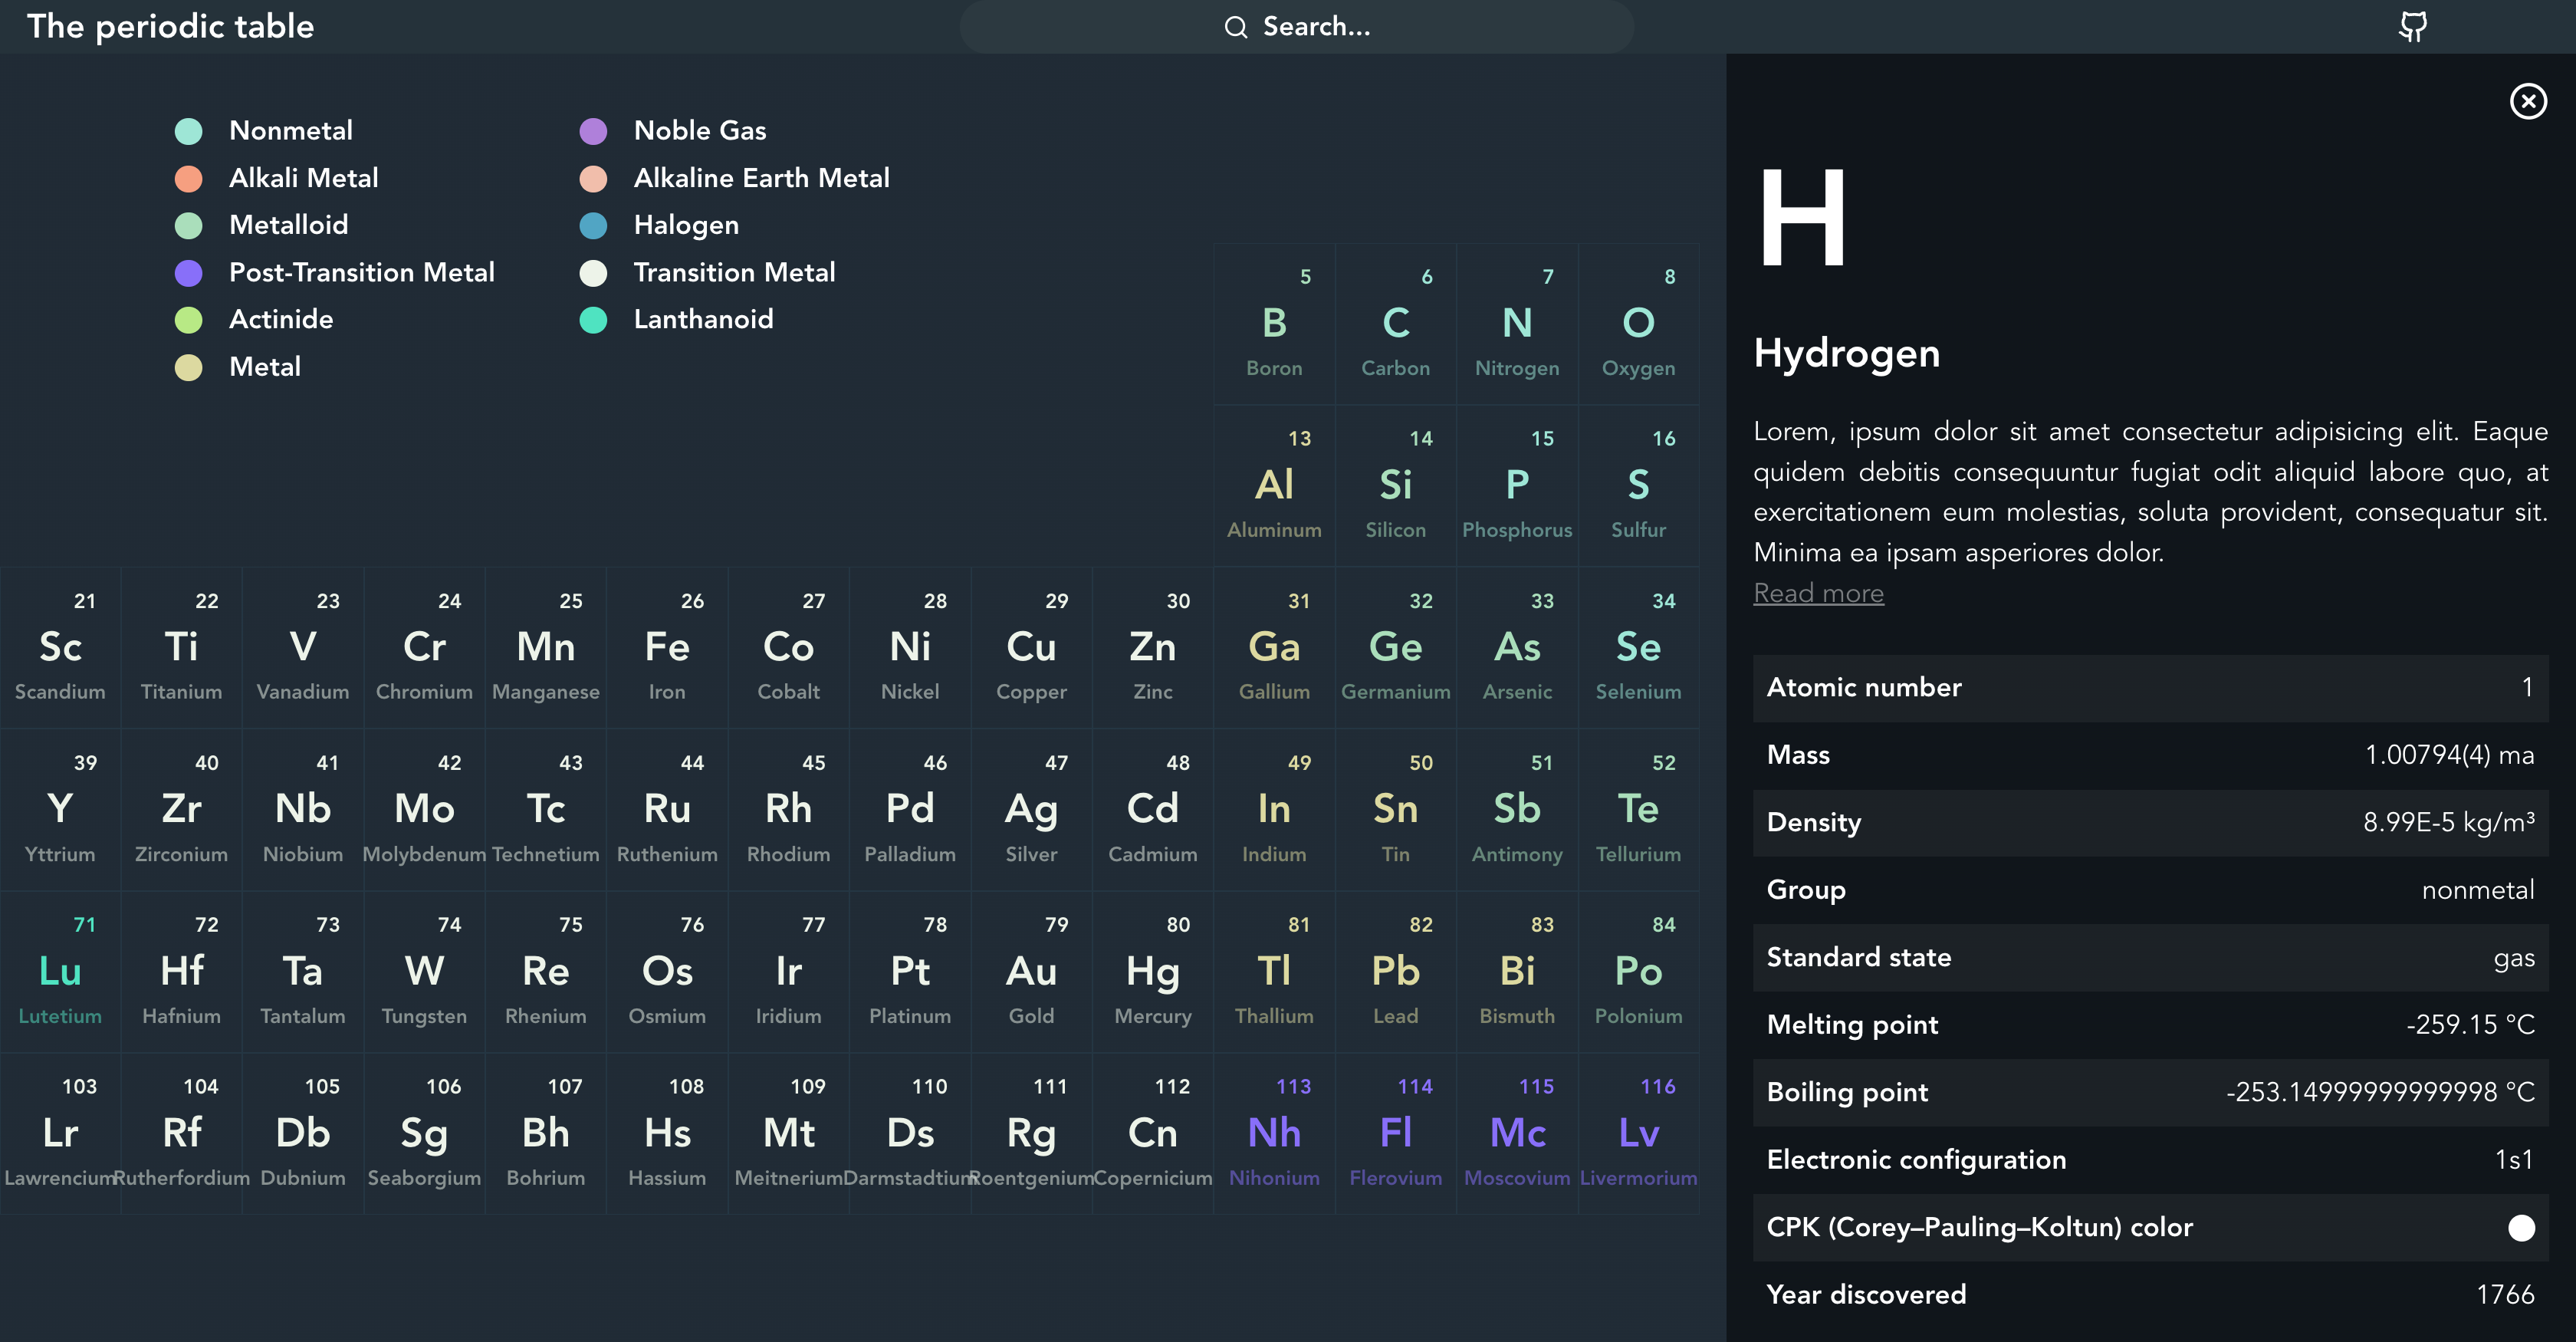 The periodic table
Search...
Nonmetal
Noble Gas
Alkali Metal
Alkaline Earth Metal
Metalloid
Halogen
Post-Transition Metal
Transition Metal
Actinide
Lanthanoid
Metal
5 6 7 8
B C N O
Boron Carbon Nitrogen Oxygen
13 14 15 16
Al Si P S
Aluminum Silicon Phosphorus Sulfur
21 22 23 24 25 26 27 28 29 30 31 32 33 34
Sc Ti V Cr Mn Fe Co Ni Cu Zn Ga Ge As Se
Scandium Titanium Vanadium Chromium Manganese Iron Cobalt Nickel Copper Zinc Gallium Germanium Arsenic Selenium
39 40 41 42 43 44 45 46 47 48 49 50 51 52
Y Zr Nb Mo Tc Ru Rh Pd Ag Cd In Sn Sb Te
Yttrium Zirconium Niobium Molybdenum Technetium Ruthenium Rhodium Palladium Silver Cadmium Indium Tin Antimony Tellurium
71 72 73 74 75 76 77 78 79 80 81 82 83 84
Lu Hf Ta W Re Os Ir Pt Au Hg Tl Pb Bi Po
Lutetium Hafnium Tantalum Tungsten Rhenium Osmium Iridium Platinum Gold Mercury Thallium Lead Bismuth Polonium
103 104 105 106 107 108 109 110 111 112 113 114 115 116
Lr Rf Db Sg Bh Hs Mt Ds Rg Cn Nh Fl Mc Lv
Lawrencium Rutherfordium Dubnium Seaborgium Bohrium Hassium Meitnerium Darmstadtium Roentgenium Copernicium Nihonium Flerovium Moscovium Livermorium
H
Hydrogen
Lorem, ipsum dolor sit amet consectetur adipisicing elit. Eaque
quidem debitis consequuntur fugiat odit aliquid labore quo, at
exercitationem eum molestias, soluta provident, consequatur sit.
Minima ea ipsam asperiores dolor.
Read more
Atomic number 1
Mass 1.00794(4) ma
Density 8.99E-5 kg/m³
Group nonmetal
Standard state gas
Melting point -259.15 °C
Boiling point -253.14999999999998 °C
Electronic configuration 1s1
CPK (Corey–Pauling–Koltun) color
Year discovered 1766